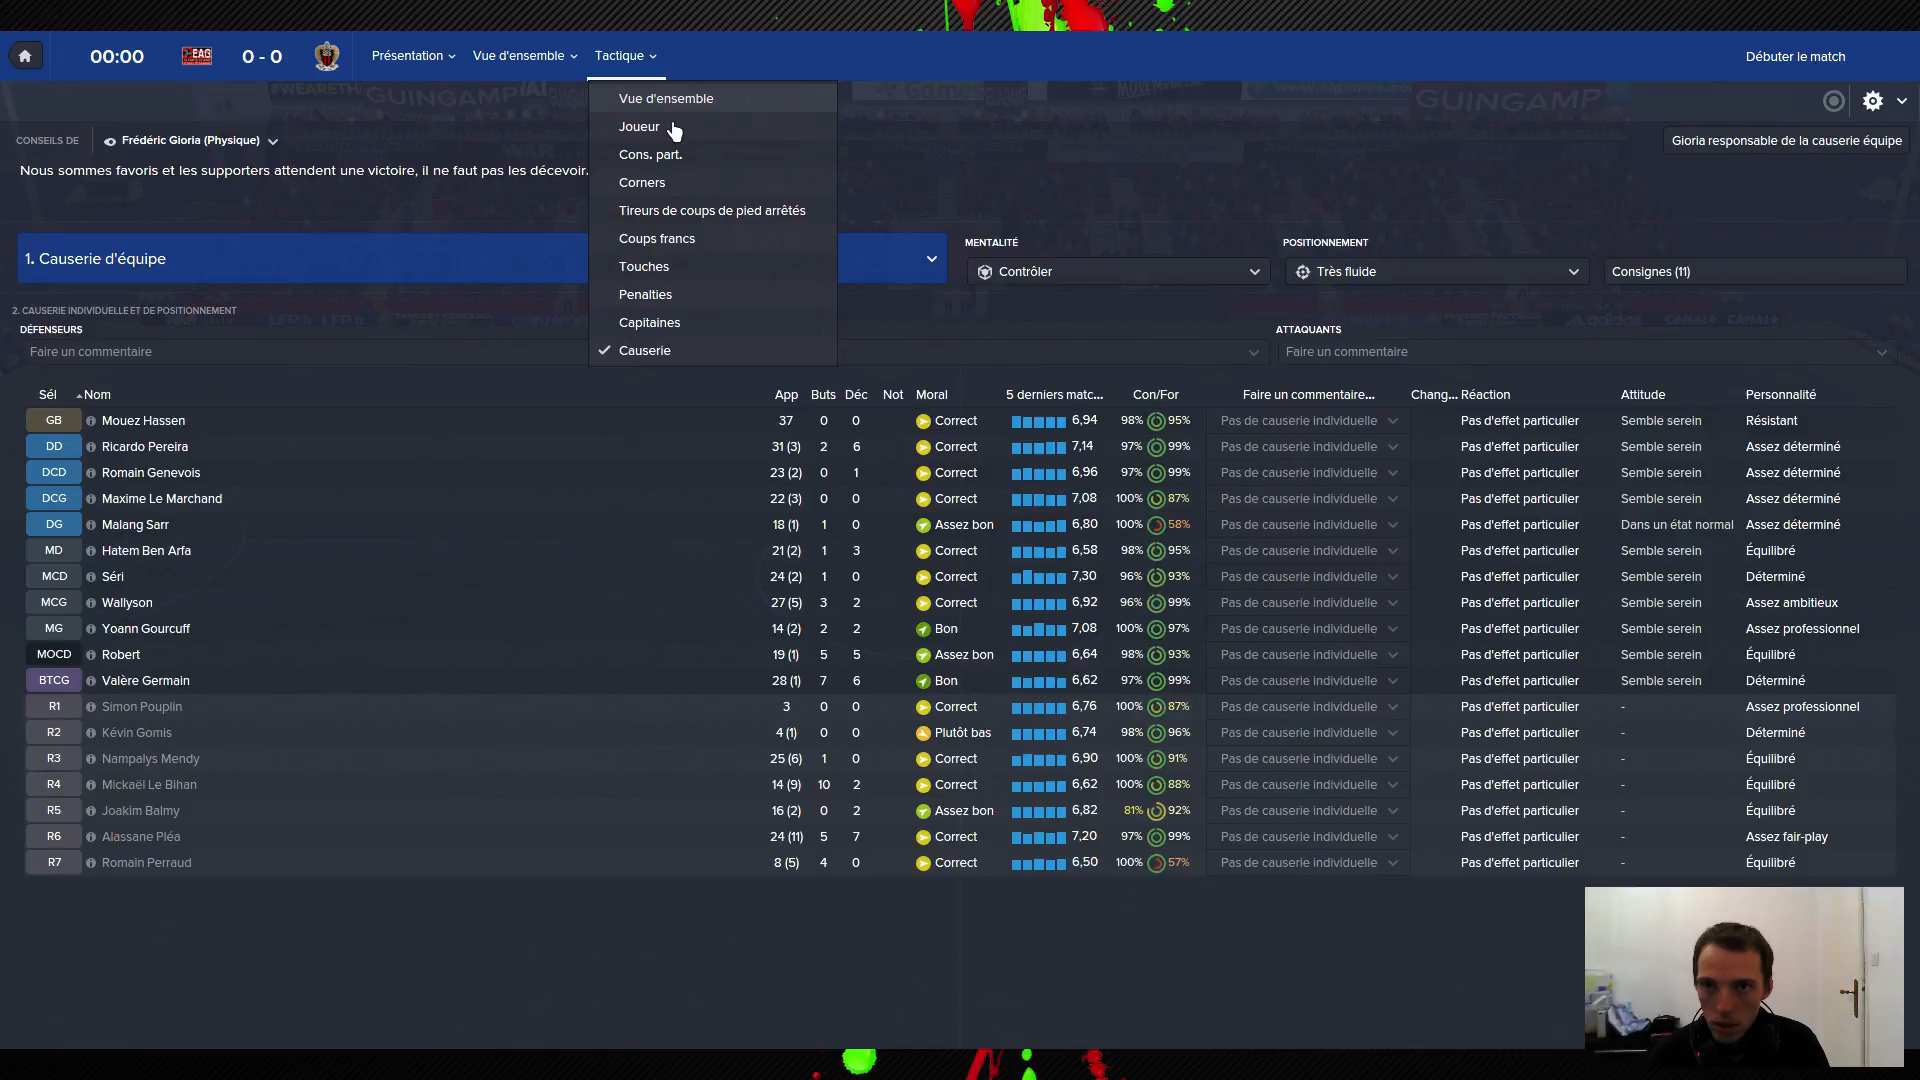 00:00 EAG 0 - 0 Présentation Vue d'ensemble Tactique Débuter le match
Vue d'ensemble
Joueur
Cons. part.
Corners
Tireurs de coups de pied arrêtés
Coups francs
Touches
Penalties
Capitaines
Causerie
GUINGAMP GUINGAMP
CONSEILS DE Frédéric Gioria (Physique) Gioria responsable de la causerie équipe
Nous sommes favoris et les supporters attendent une victoire, il ne faut pas les décevoir.
MENTALITÉ POSITIONNEMENT
1. Causerie d'équipe Contrôler Très fluide Consignes (11)
2. CAUSERIE INDIVIDUELLE ET DE POSITIONNEMENT
DÉFENSEURS ATTAQUANTS
Faire un commentaire Faire un commentaire
Sél Nom App Buts Déc Not Moral 5 derniers matc... Con/For Faire un commentaire... Chang... Réaction Attitude Personnalité
GB Mouez Hassen 37 0 0 Correct 6,94 98% 95% Pas de causerie individuelle Pas d'effet particulier Semble serein Résistant
DD Ricardo Pereira 31 (3) 2 6 Correct 7,14 97% 99% Pas de causerie individuelle Pas d'effet particulier Semble serein Assez déterminé
DCD Romain Genevois 23 (2) 0 1 Correct 6,96 97% 99% Pas de causerie individuelle Pas d'effet particulier Semble serein Assez déterminé
DCG Maxime Le Marchand 22 (3) 0 0 Correct 7,08 100% 87% Pas de causerie individuelle Pas d'effet particulier Semble serein Assez déterminé
DG Malang Sarr 18 (1) 1 0 Assez bon 6,80 100% 58% Pas de causerie individuelle Pas d'effet particulier Dans un état normal Assez déterminé
MD Hatem Ben Arfa 21 (2) 1 3 Correct 6,58 98% 95% Pas de causerie individuelle Pas d'effet particulier Semble serein Équilibré
MCD Séri 24 (2) 1 0 Correct 7,30 96% 93% Pas de causerie individuelle Pas d'effet particulier Semble serein Déterminé
MCG Wallyson 27 (5) 3 2 Correct 6,92 96% 99% Pas de causerie individuelle Pas d'effet particulier Semble serein Assez ambitieux
MG Yoann Gourcuff 14 (2) 2 2 Bon 7,08 100% 97% Pas de causerie individuelle Pas d'effet particulier Semble serein Assez professionnel
MOCD Robert 19 (1) 5 5 Assez bon 6,64 98% 93% Pas de causerie individuelle Pas d'effet particulier Semble serein Équilibré
BTCG Valère Germain 28 (1) 7 6 Bon 6,62 97% 99% Pas de causerie individuelle Pas d'effet particulier Semble serein Déterminé
R1 Simon Pouplin 3 0 0 Correct 6,76 100% 87% Pas de causerie individuelle Pas d'effet particulier - Assez professionnel
R2 Kévin Gomis 4 (1) 0 0 Plutôt bas 6,74 98% 96% Pas de causerie individuelle Pas d'effet particulier - Déterminé
R3 Nampalys Mendy 25 (6) 1 0 Correct 6,90 100% 91% Pas de causerie individuelle Pas d'effet particulier - Équilibré
R4 Mickaël Le Bihan 14 (9) 10 2 Correct 6,62 100% 88% Pas de causerie individuelle Pas d'effet particulier - Équilibré
R5 Joakim Balmy 16 (2) 0 2 Assez bon 6,82 81% 92% Pas de causerie individuelle Pas d'effet particulier - Équilibré
R6 Alassane Pléa 24 (11) 5 7 Correct 7,20 97% 99% Pas de causerie individuelle Pas d'effet particulier - Assez fair-play
R7 Romain Perraud 8 (5) 4 0 Correct 6,50 100% 57% Pas de causerie individuelle Pas d'effet particulier - Équilibré